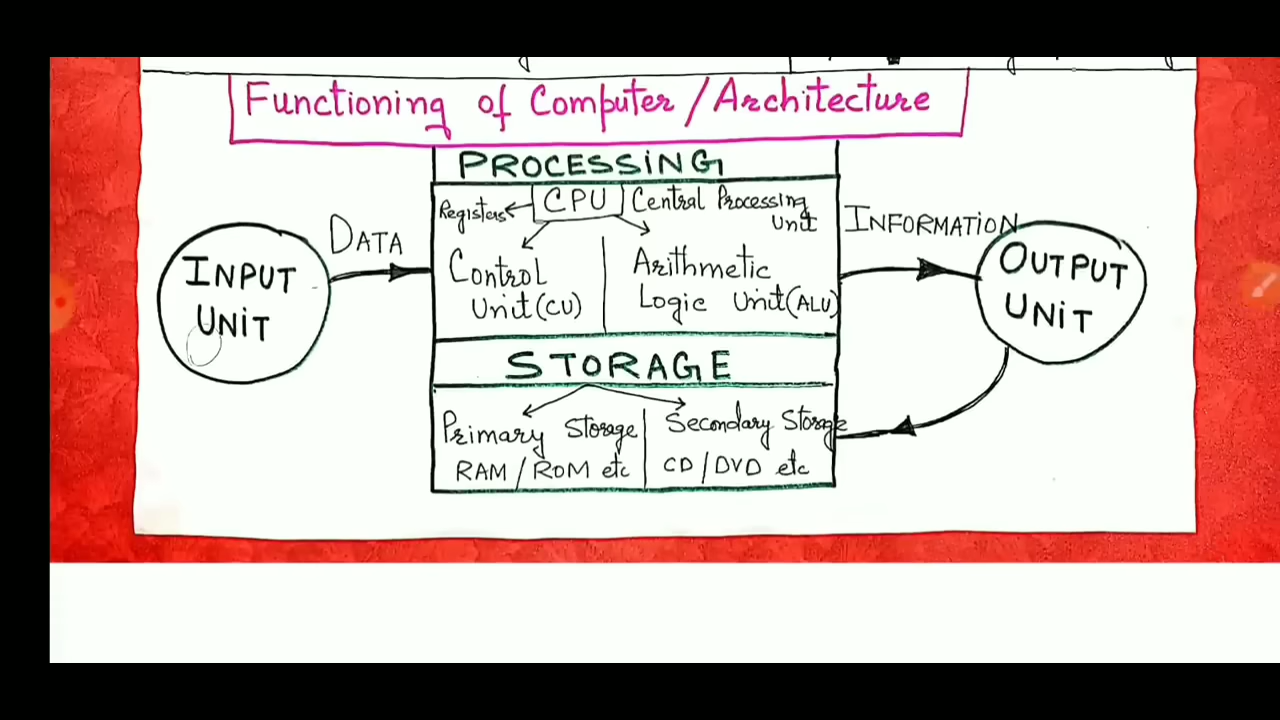 Functioning of Computer/Architecture
PROCESSING
Registers
CPU
Central Processing
Unit
INPUT
UNIT
DATA
Control
Unit(CU)
Arithmetic
Logic Unit(ALU)
INFORMATION
OUTPUT
UNIT
STORAGE
Primary Storage
RAM/ROM etc
Secondary Storage
CD/DVD etc